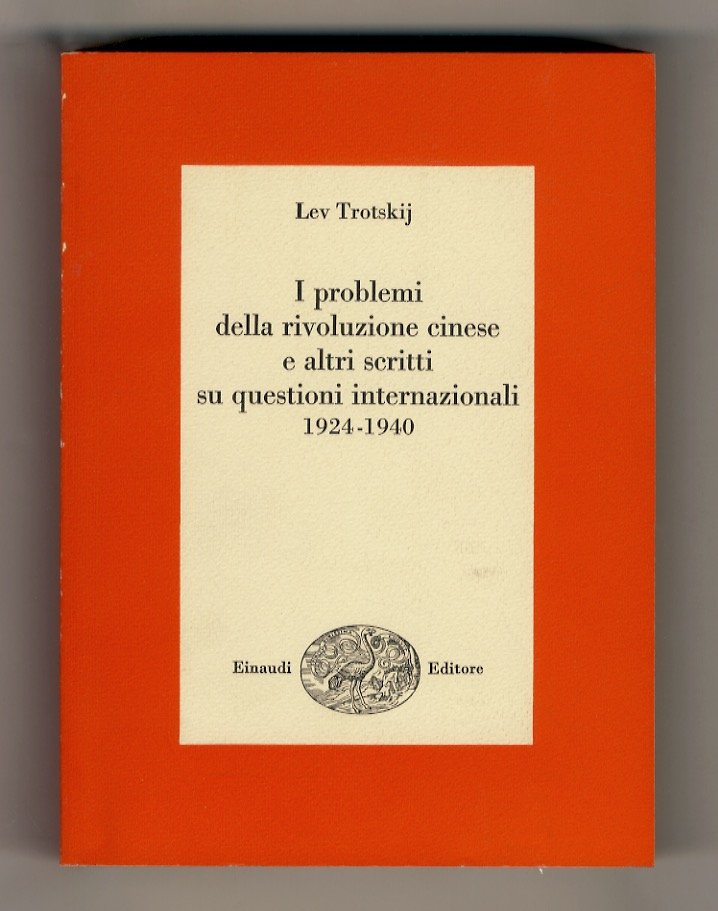 Lev Trotskij
I problemi
della rivoluzione cinese
e altri scritti
su questioni internazionali
1924-1940
Einaudi Editore